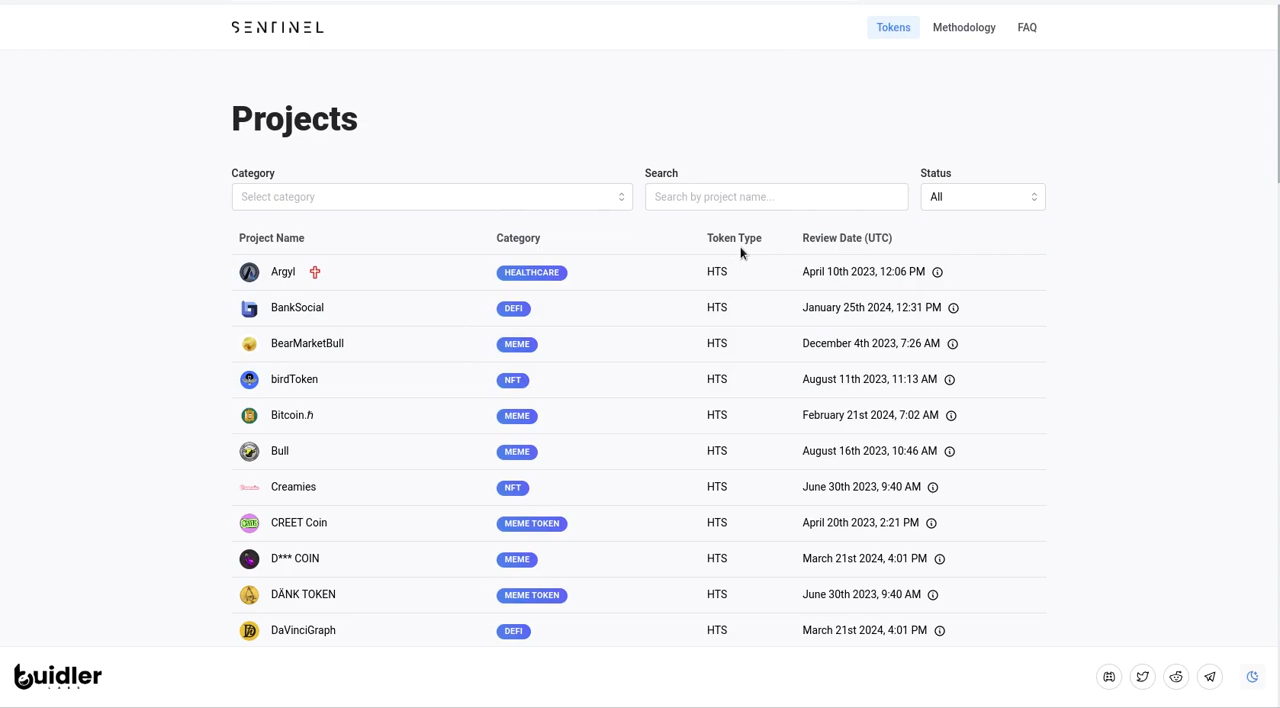 SENTINEL Tokens Methodology FAQ
Projects
Category Search Status
Select category Search by project name... All
Project Name Category Token Type Review Date (UTC)
Argyl HEALTHCARE HTS April 10th 2023, 12:06 PM
BankSocial DEFI HTS January 25th 2024, 12:31 PM
BearMarketBull MEME HTS December 4th 2023, 7:26 AM
birdToken NFT HTS August 11th 2023, 11:13 AM
Bitcoin.ℏ MEME HTS February 21st 2024, 7:02 AM
Bull MEME HTS August 16th 2023, 10:46 AM
Creamies NFT HTS June 30th 2023, 9:40 AM
CREET Coin MEME TOKEN HTS April 20th 2023, 2:21 PM
D*** COIN MEME HTS March 21st 2024, 4:01 PM
DÄNK TOKEN MEME TOKEN HTS June 30th 2023, 9:40 AM
DaVinciGraph DEFI HTS March 21st 2024, 4:01 PM
buidler